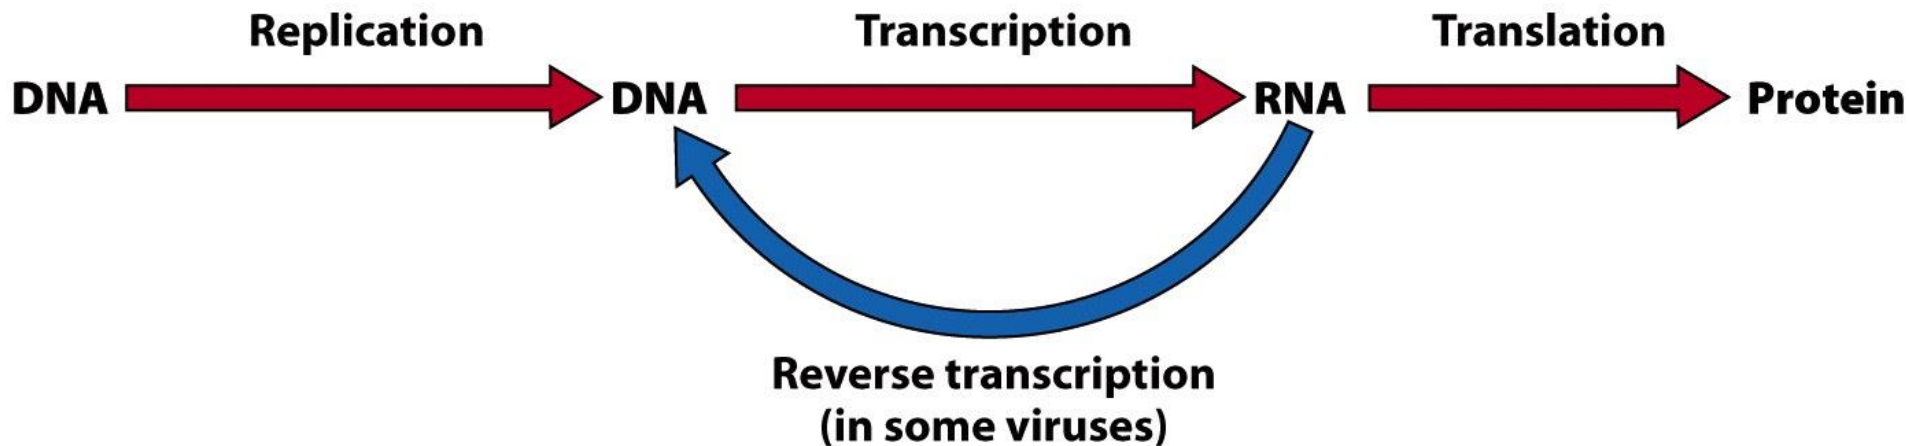 Replication Transcription Translation
DNA DNA RNA Protein
Reverse transcription
(in some viruses)